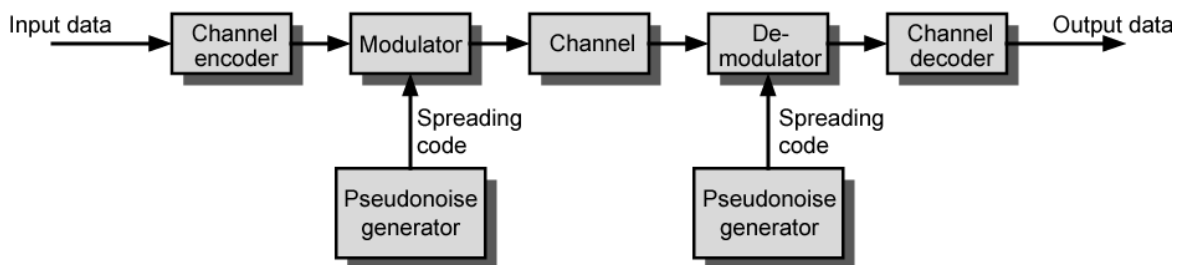 Input data
Channel
encoder
Modulator
Channel
De-
modulator
Channel
decoder
Output data
Spreading
code
Spreading
code
Pseudonoise
generator
Pseudonoise
generator